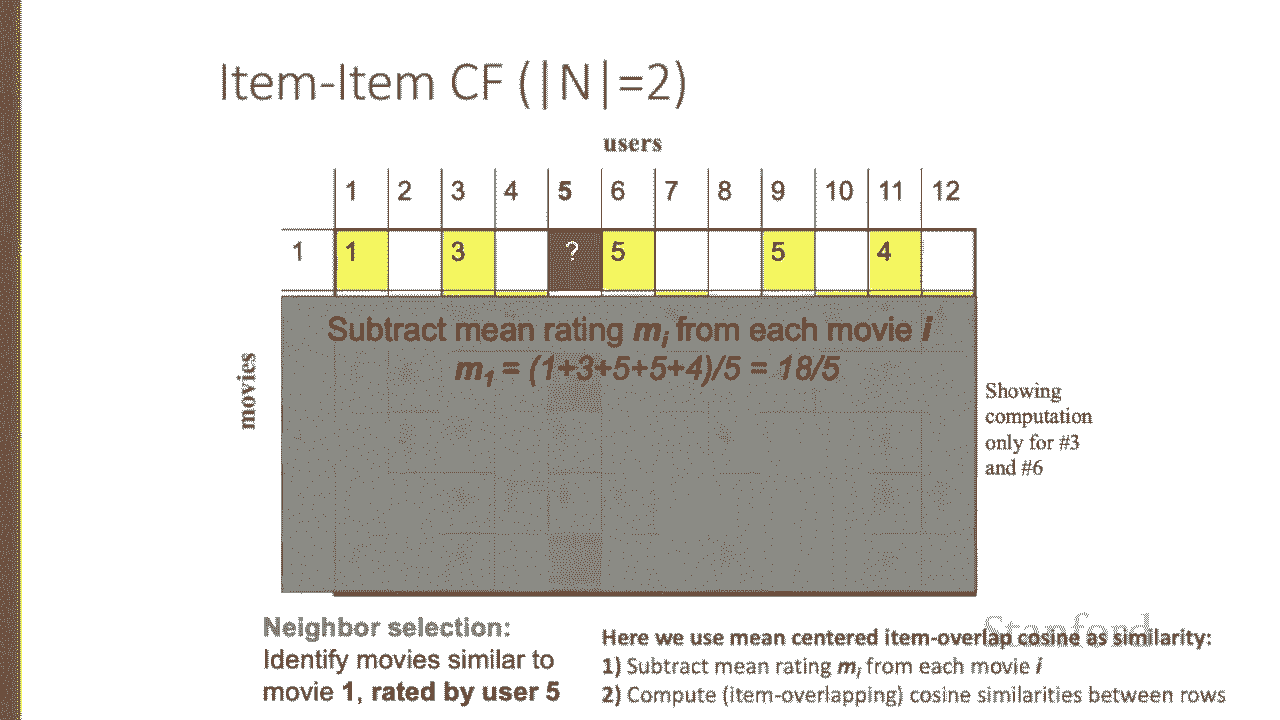 Item-Item CF (|N|=2)
users
1 2 3 4 5 6 7 8 9 10 11 12
1 1 3 ? 5 5 4
Subtract mean rating mi from each movie i
m1 = (1+3+5+5+4)/5 = 18/5
movies
Showing
computation
only for #3
and #6
Neighbor selection:
Identify movies similar to
movie 1, rated by user 5
Stanford
Here we use mean centered item-overlap cosine as similarity:
1) Subtract mean rating mi from each movie i
2) Compute (item-overlapping) cosine similarities between rows